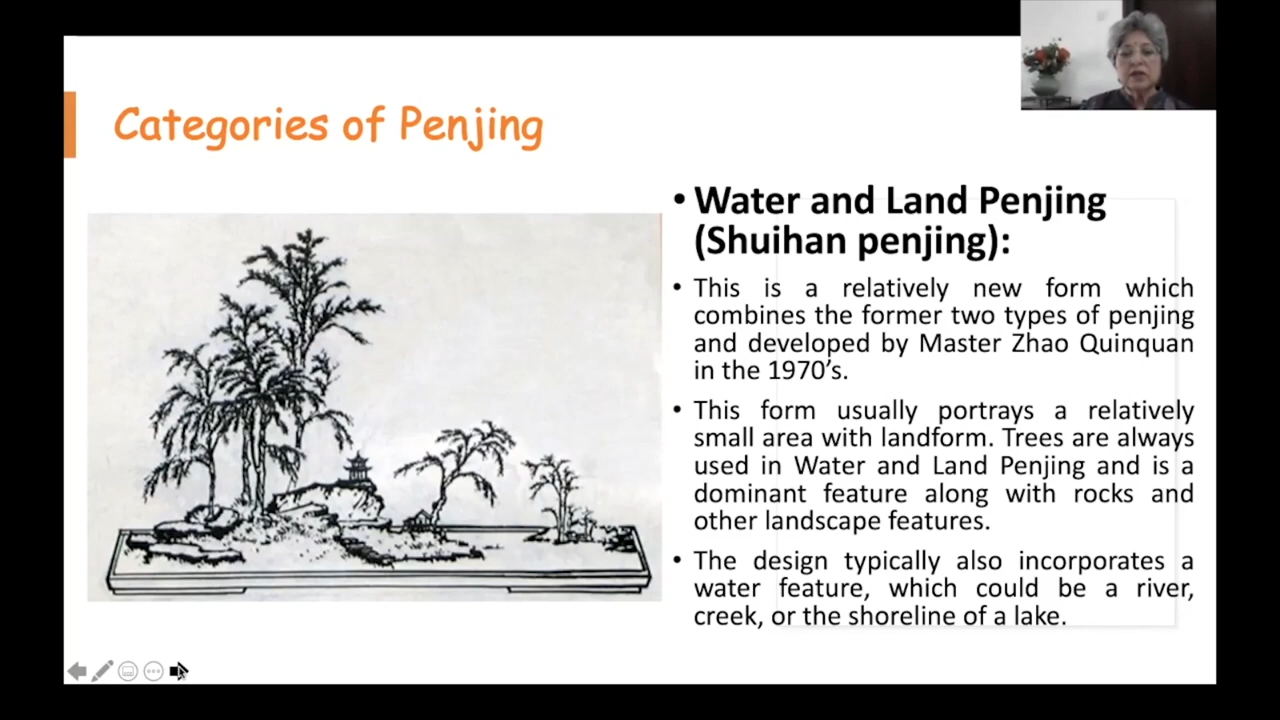 Categories of Penjing
• Water and Land Penjing
(Shuihan penjing):
• This is a relatively new form which
combines the former two types of penjing
and developed by Master Zhao Quinquan
in the 1970’s.
• This form usually portrays a relatively
small area with landform. Trees are always
used in Water and Land Penjing and is a
dominant feature along with rocks and
other landscape features.
• The design typically also incorporates a
water feature, which could be a river,
creek, or the shoreline of a lake.